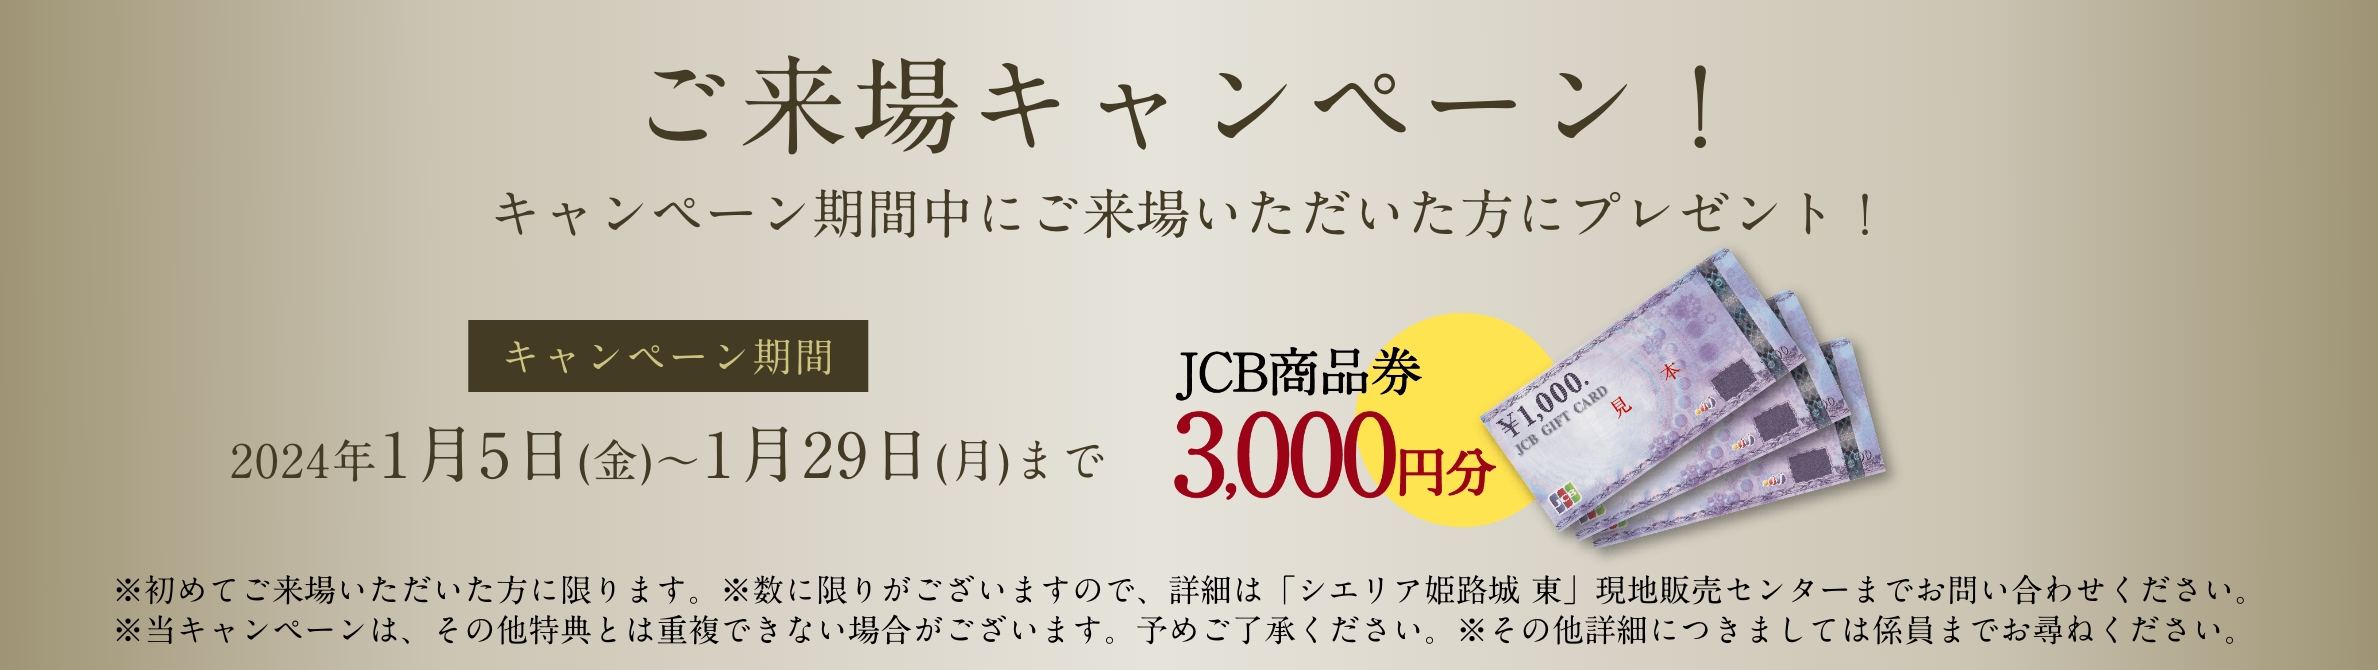 ご来場キャンペーン！
キャンペーン期間中にご来場いただいた方にプレゼント！
キャンペーン期間
2024年1月5日(金)～1月29日(月)まで
JCB商品券
3,000円分
¥1,000.
JCB GIFT CARD
見本
JCB
※初めてご来場いただいた方に限ります。※数に限りがございますので、詳細は「シエリア姫路城 東」現地販売センターまでお問い合わせください。
※当キャンペーンは、その他特典とは重複できない場合がございます。予めご了承ください。※その他詳細につきましては係員までお尋ねください。